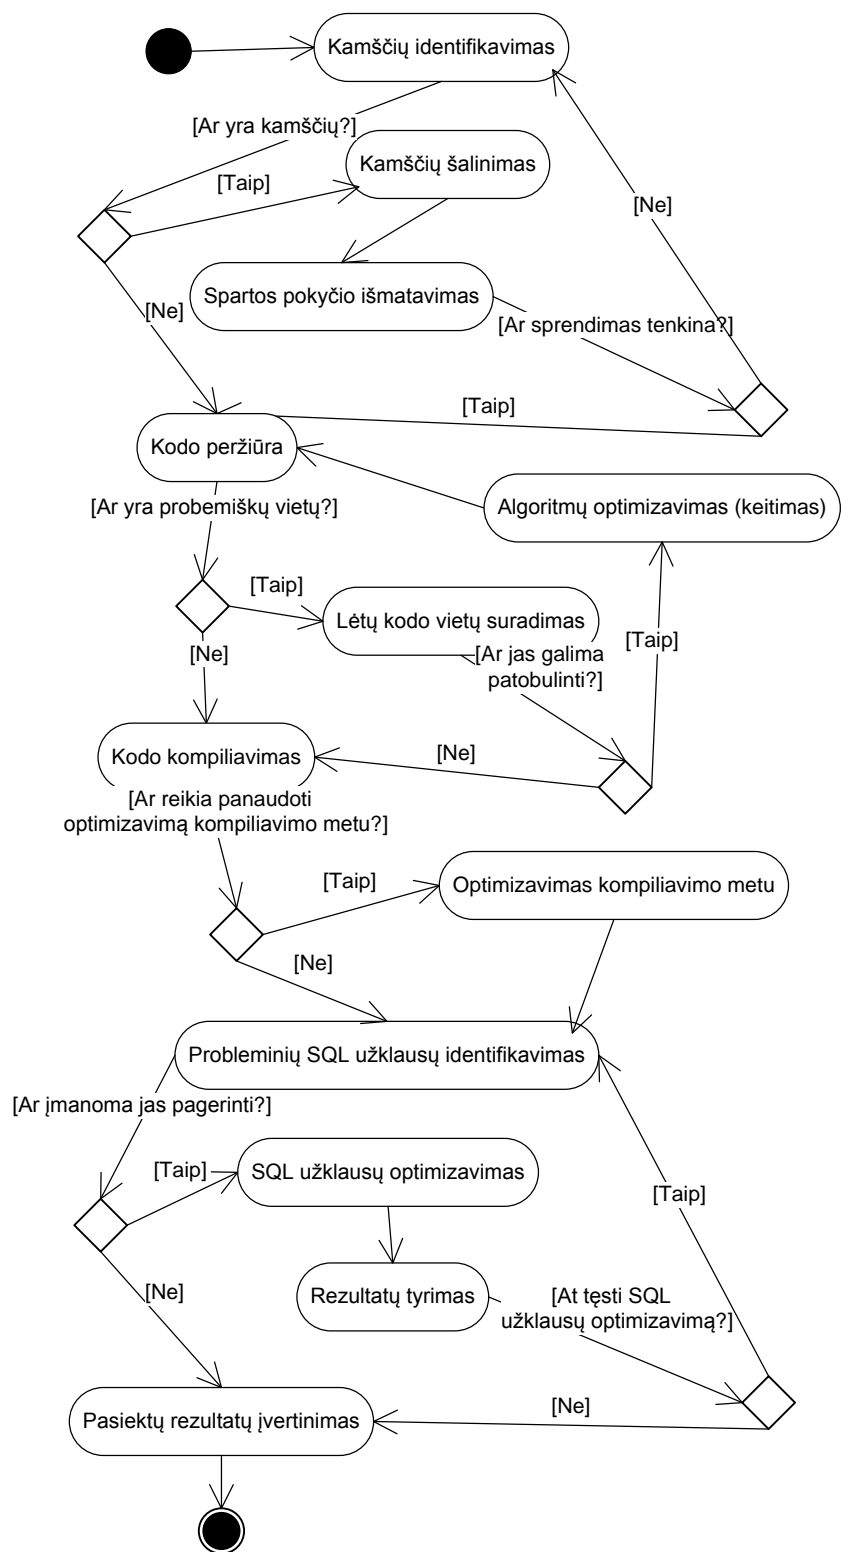 Kamščių identifikavimas
[Ar yra kamščių?]
Kamščių šalinimas
[Taip]
[Ne]
Spartos pokyčio išmatavimas
[Ne]
[Ar sprendimas tenkina?]
[Taip]
Kodo peržiūra
[Ar yra probemiškų vietų?]
Algoritmų optimizavimas (keitimas)
[Taip]
Lėtų kodo vietų suradimas
[Taip]
[Ne]
[Ar jas galima
patobulinti?]
Kodo kompiliavimas
[Ne]
[Ar reikia panaudoti
optimizavimą kompiliavimo metu?]
[Taip]
Optimizavimas kompiliavimo metu
[Ne]
Probleminių SQL užklausų identifikavimas
[Ar įmanoma jas pagerinti?]
[Taip]
SQL užklausų optimizavimas
[Taip]
[Ne]
Rezultatų tyrimas
[At tęsti SQL
užklausų optimizavimą?]
Pasiektų rezultatų įvertinimas
[Ne]